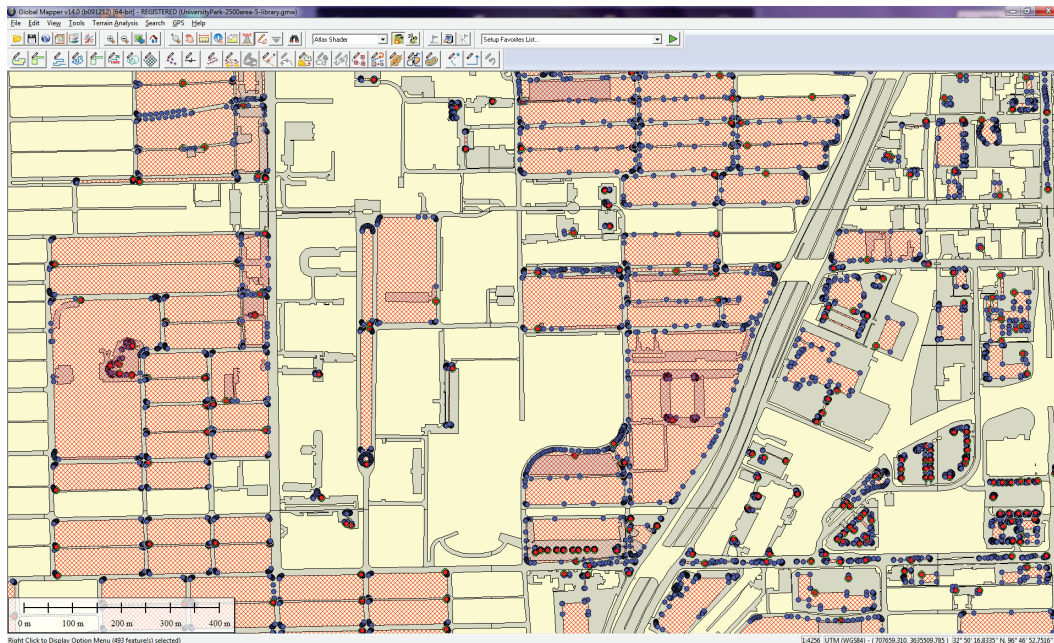 Global Mapper v14.0 (b091212) [64-bit] - REGISTERED (UniversityPark-2500area-5-library.gmw)
File Edit View Tools Terrain Analysis Search GPS Help
Atlas Shader
Setup Favorites List...
0 m 100 m 200 m 300 m 400 m
Right Click to Display Option Menu (493 feature(s) selected)
1:4256 UTM (WGS84) - ( 707659.310, 3635509.785 ) 32° 50' 16.8335" N, 96° 46' 52.7516"